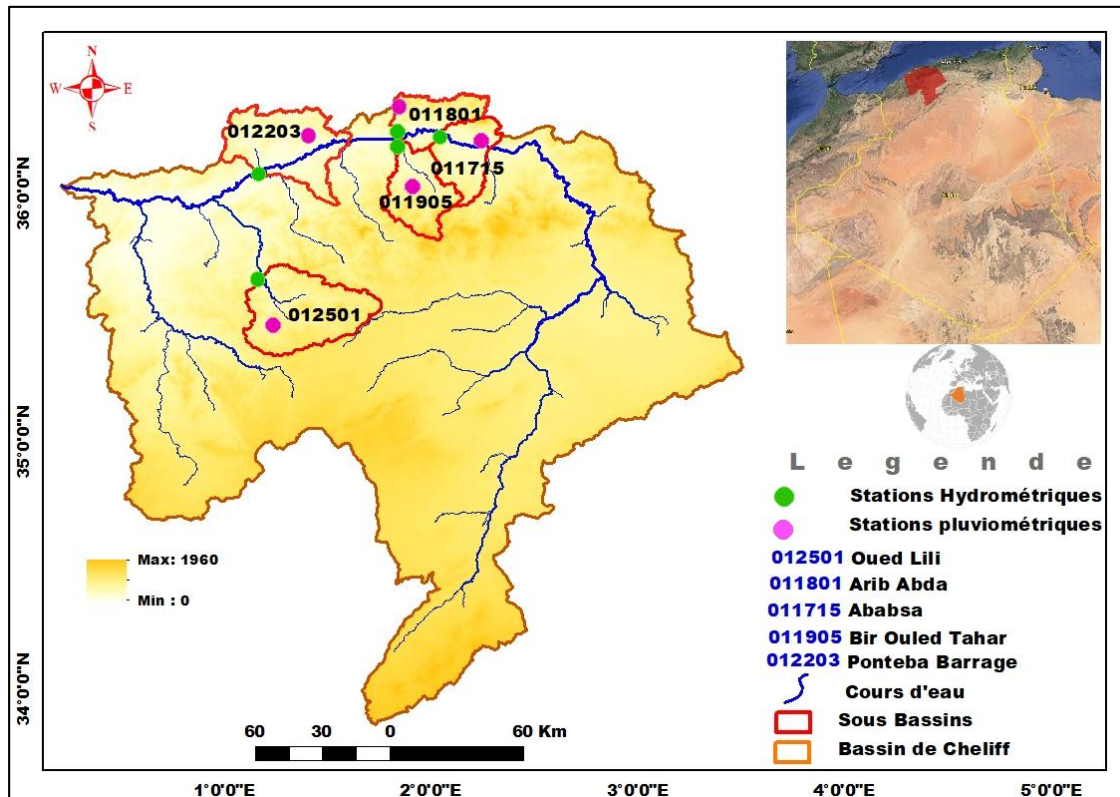 N
W E
S
012203
011801
011715
011905
012501
36°0'0"N
35°0'0"N
34°0'0"N
Max: 1960
Min : 0
60 30 0 60 Km
1°0'0"E 2°0'0"E 3°0'0"E 4°0'0"E 5°0'0"E
L e g e n d e
Stations Hydrométriques
Stations pluviométriques
012501 Oued Lili
011801 Arib Abda
011715 Ababsa
011905 Bir Ouled Tahar
012203 Ponteba Barrage
Cours d'eau
Sous Bassins
Bassin de Cheliff